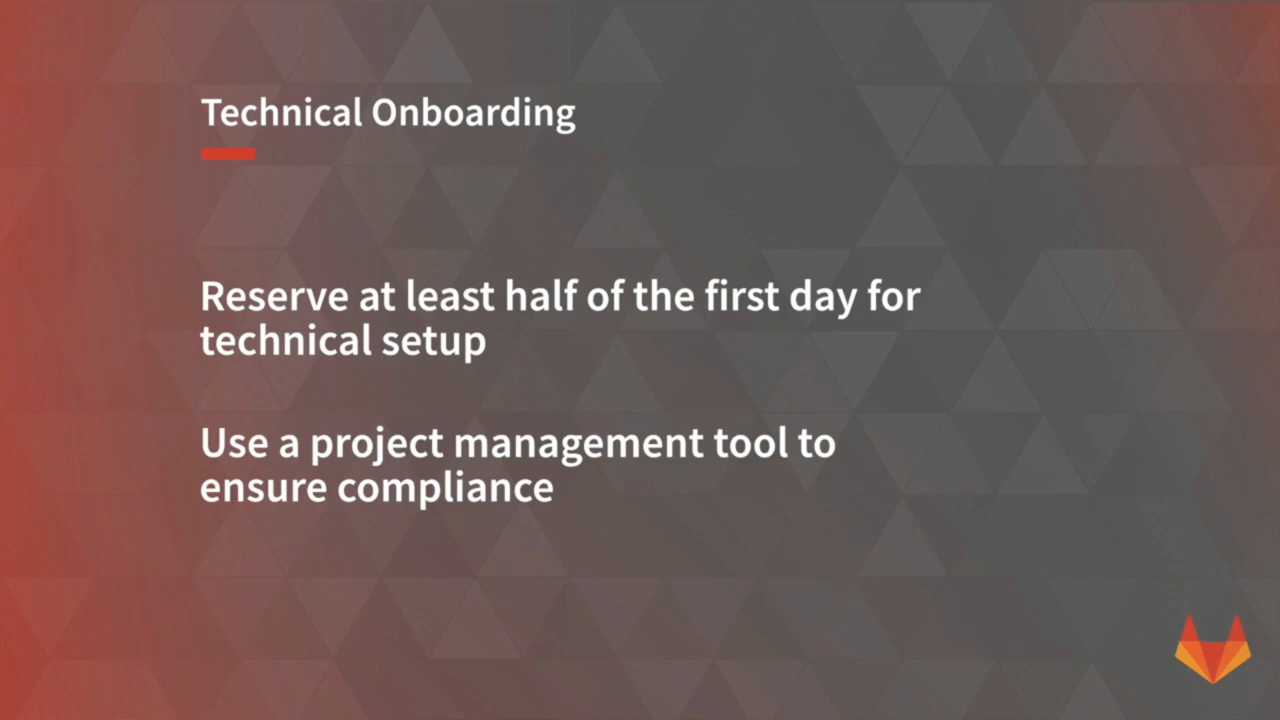 Technical Onboarding
Reserve at least half of the first day for
technical setup
Use a project management tool to
ensure compliance